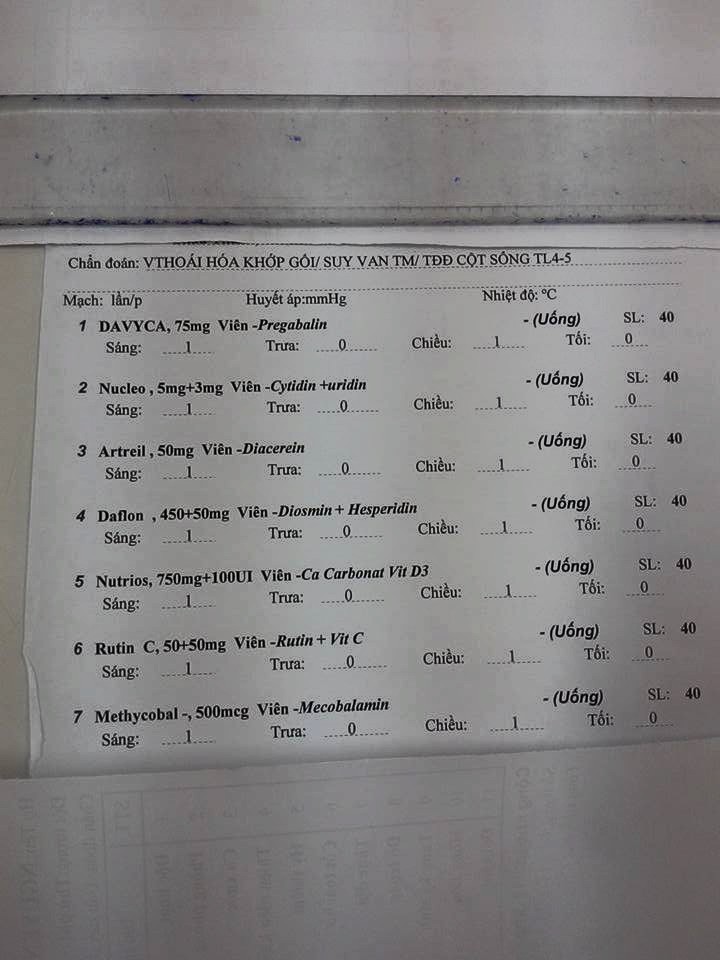 Chẩn đoán: VTHOÁI HÓA KHỚP GỐI/ SUY VAN TM/ TĐĐ CỘT SỐNG TL4-5
Mạch: lần/p Huyết áp:mmHg Nhiệt độ: ºC
1 DAVYCA, 75mg Viên -Pregabalin - (Uống) SL: 40
Sáng: 1 Trưa: 0 Chiều: 1 Tối: 0
2 Nucleo , 5mg+3mg Viên -Cytidin +uridin - (Uống) SL: 40
Sáng: 1 Trưa: 0 Chiều: 1 Tối: 0
3 Artreil , 50mg Viên -Diacerein - (Uống) SL: 40
Sáng: 1 Trưa: 0 Chiều: 1 Tối: 0
4 Daflon , 450+50mg Viên -Diosmin + Hesperidin - (Uống) SL: 40
Sáng: 1 Trưa: 0 Chiều: 1 Tối: 0
5 Nutrios, 750mg+100UI Viên -Ca Carbonat Vit D3 - (Uống) SL: 40
Sáng: 1 Trưa: 0 Chiều: 1 Tối: 0
6 Rutin C, 50+50mg Viên -Rutin + Vit C - (Uống) SL: 40
Sáng: 1 Trưa: 0 Chiều: 1 Tối: 0
7 Methycobal -, 500mcg Viên -Mecobalamin - (Uống) SL: 40
Sáng: 1 Trưa: 0 Chiều: 1 Tối: 0